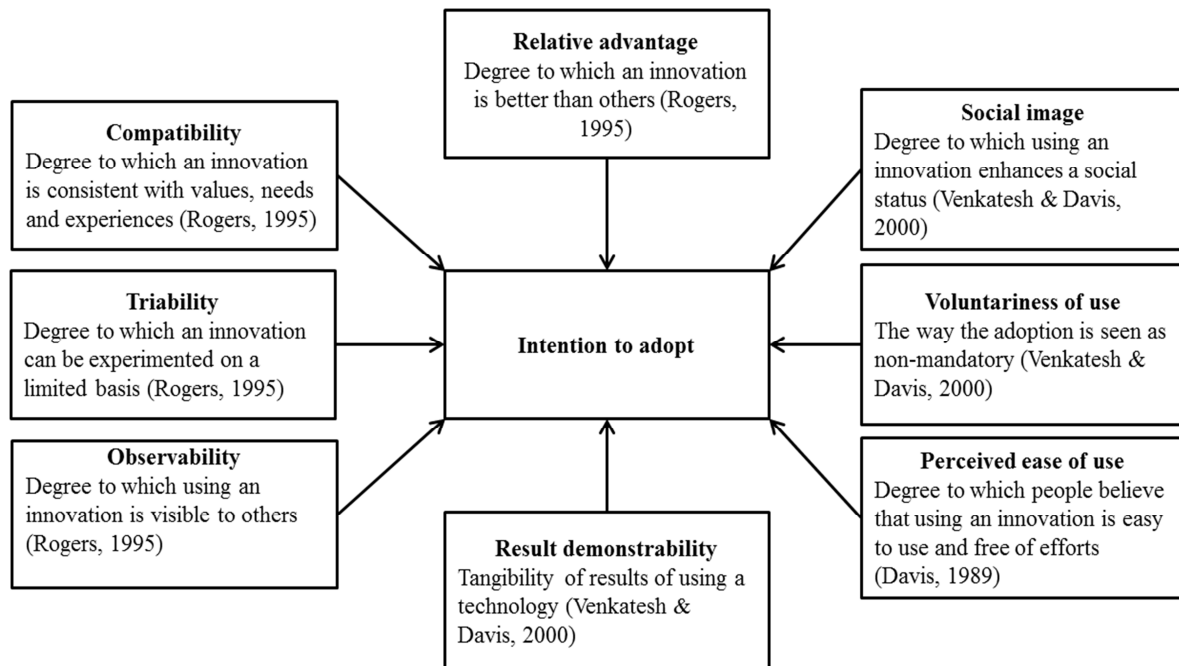 Relative advantage
Degree to which an innovation
is better than others (Rogers,
1995)
Compatibility
Degree to which an innovation
is consistent with values, needs
and experiences (Rogers, 1995)
Social image
Degree to which using an
innovation enhances a social
status (Venkatesh & Davis,
2000)
Triability
Degree to which an innovation
can be experimented on a
limited basis (Rogers, 1995)
Intention to adopt
Voluntariness of use
The way the adoption is seen as
non-mandatory (Venkatesh &
Davis, 2000)
Observability
Degree to which using an
innovation is visible to others
(Rogers, 1995)
Result demonstrability
Tangibility of results of using a
technology (Venkatesh &
Davis, 2000)
Perceived ease of use
Degree to which people believe
that using an innovation is easy
to use and free of efforts
(Davis, 1989)